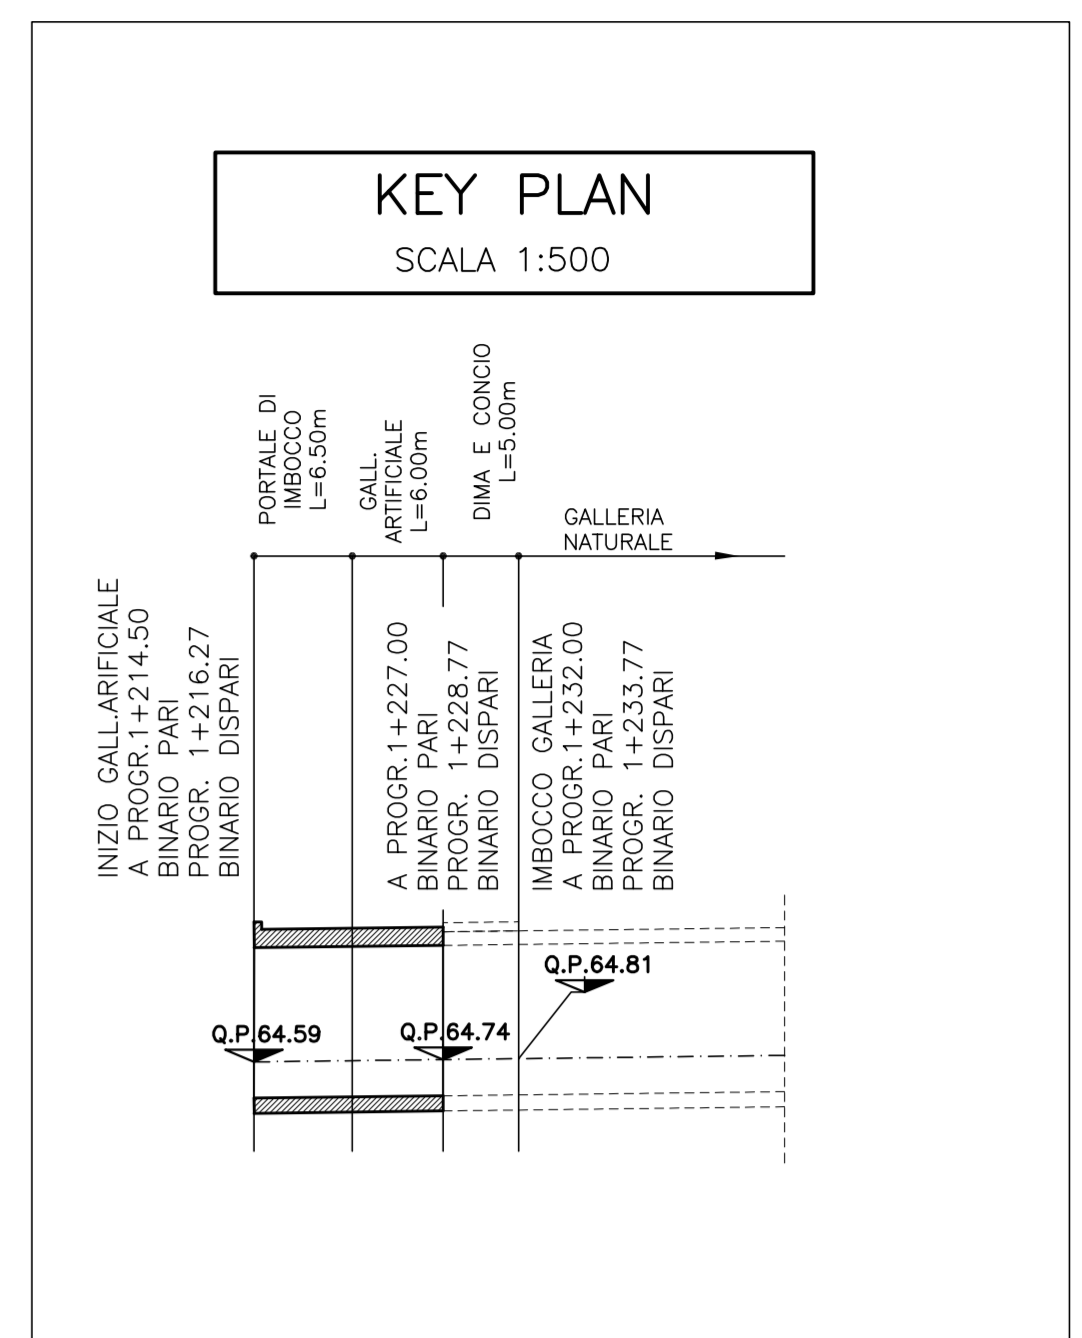 KEY PLAN
SCALA 1:500
PORTALE DI
IMBOCCO
L=6.50m
GALL.
ARTIFICIALE
L=6.00m
DIMA E CONCIO
L=5.00m
GALLERIA
NATURALE
INIZIO GALL.ARIFICIALE
A PROGR.1+214.50
BINARIO PARI
PROGR. 1+216.27
BINARIO DISPARI
A PROGR.1+227.00
BINARIO PARI
PROGR. 1+228.77
BINARIO DISPARI
IMBOCCO GALLERIA
A PROGR.1+232.00
BINARIO PARI
PROGR. 1+233.77
BINARIO DISPARI
Q.P.64.81
Q.P.64.59
Q.P.64.74